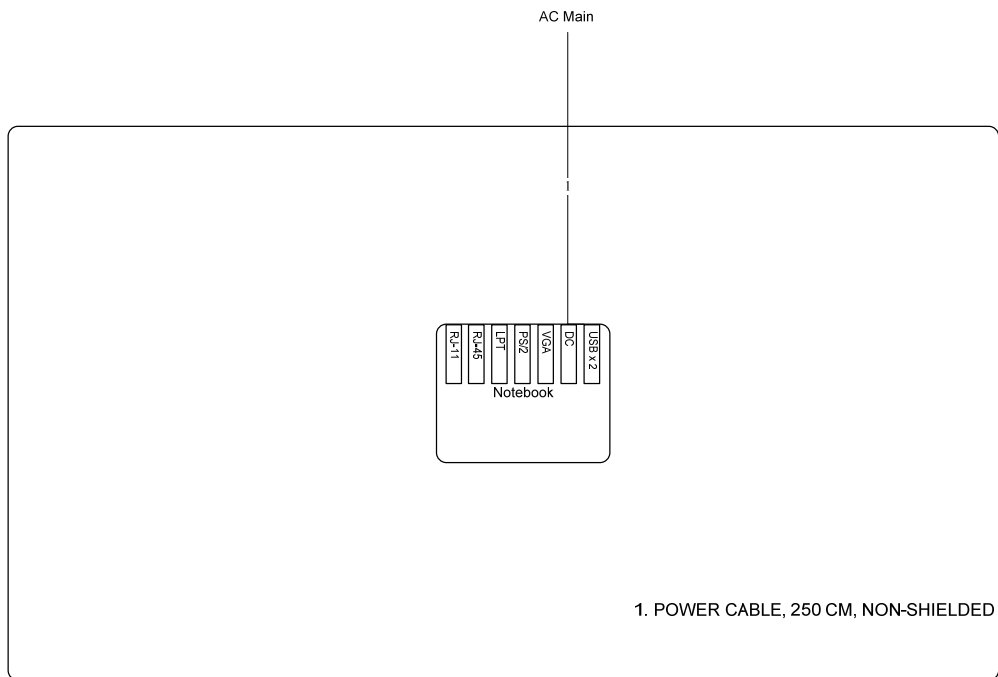 AC Main
1
RJ-11
RJ-45
LPT
PS/2
VGA
DC
USB x 2
Notebook
1. POWER CABLE, 250 CM, NON-SHIELDED